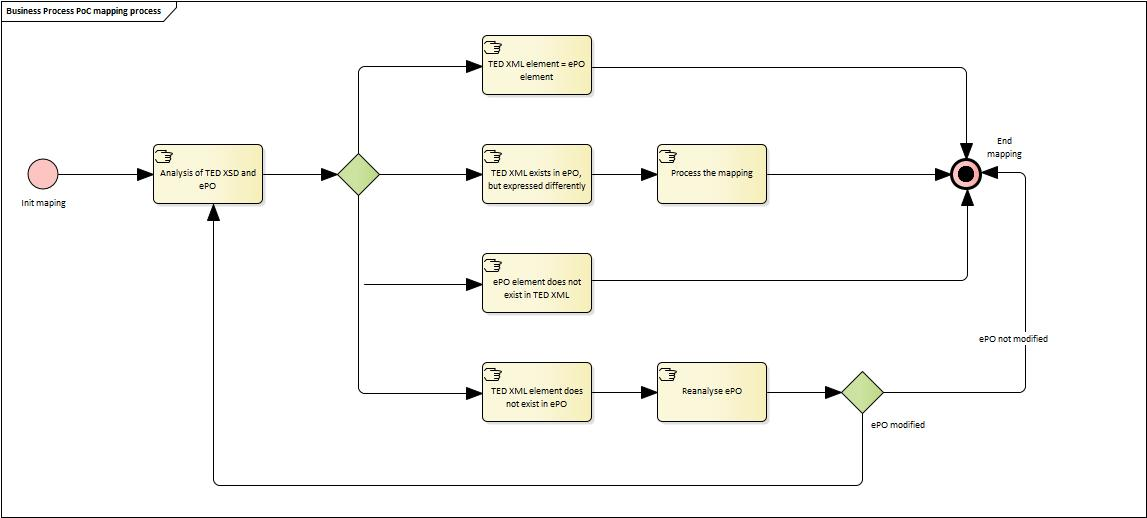 Business Process PoC mapping process
TED XML element = ePO
element
End
mapping
Analysis of TED XSD and
ePO
TED XML exists in ePO,
but expressed differently
Process the mapping
Init maping
ePO element does not
exist in TED XML
ePO not modified
TED XML element does
not exist in ePO
Reanalyse ePO
ePO modified